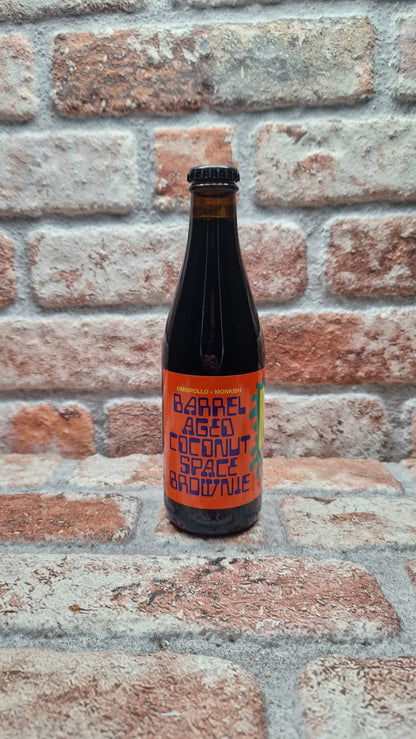 OMNIPOLLO - MONKISH
BARREL
AGED
COCONUT
SPACE
BROWNIE